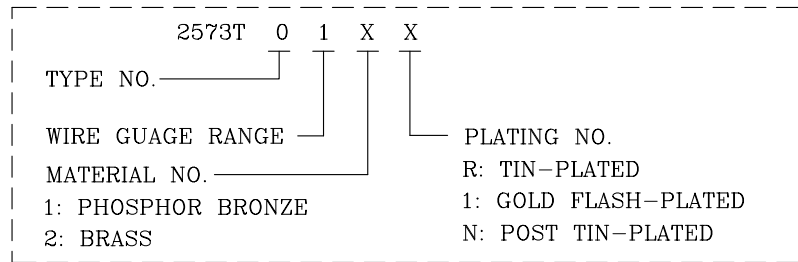 2573T 0 1 X X
TYPE NO.
WIRE GUAGE RANGE
MATERIAL NO.
1: PHOSPHOR BRONZE
2: BRASS
PLATING NO.
R: TIN-PLATED
1: GOLD FLASH-PLATED
N: POST TIN-PLATED